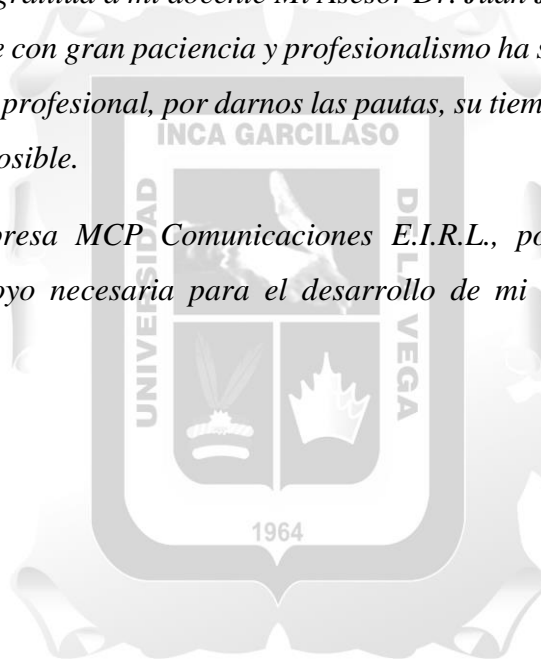 gratitud a mi docente Mi Asesor Dr. Juan J
e con gran paciencia y profesionalismo ha s
profesional, por darnos las pautas, su tiem
osible.
presa MCP Comunicaciones E.I.R.L., po
oyo necesaria para el desarrollo de mi
INCA GARCILASO
UNIVERSIDAD
DE LA VEGA
1964